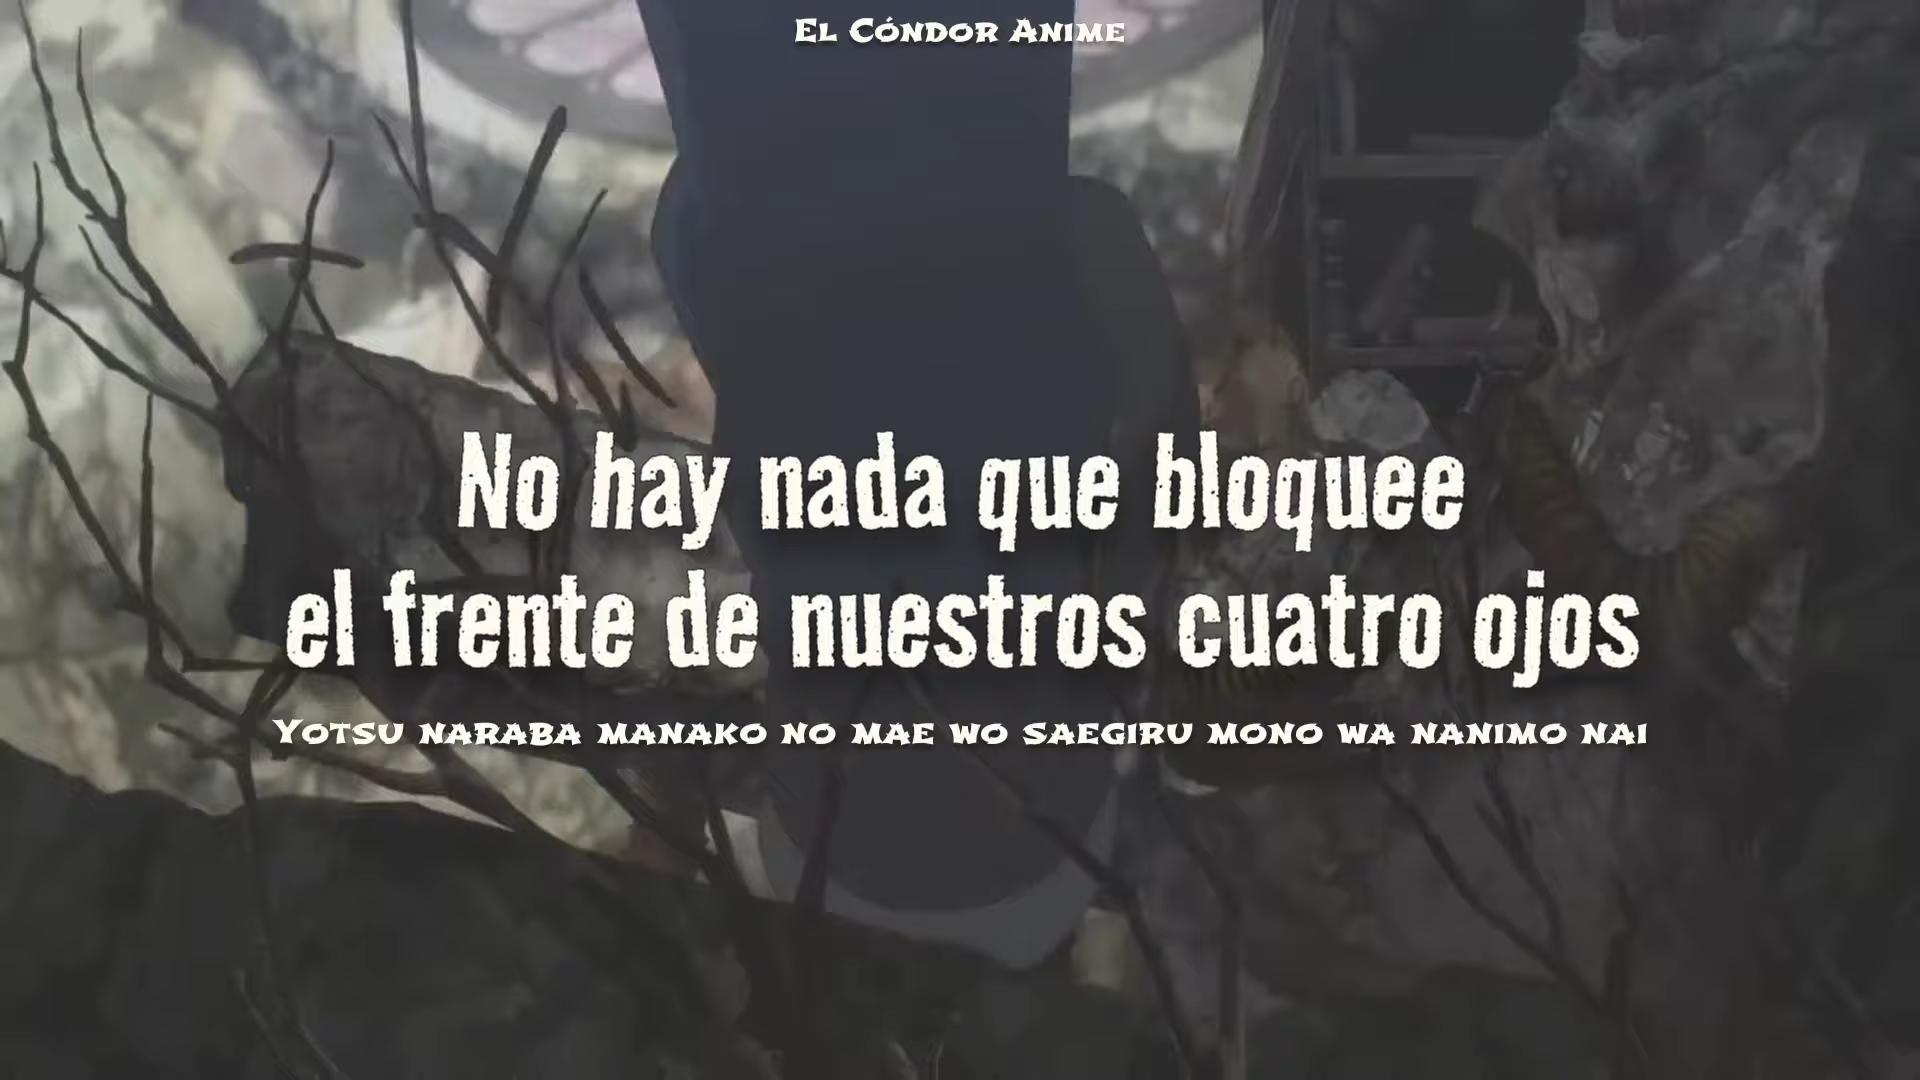 El Cóndor Anime
No hay nada que bloquee
el frente de nuestros cuatro ojos
Yotsu naraba manako no mae wo saegiru mono wa nanimo nai